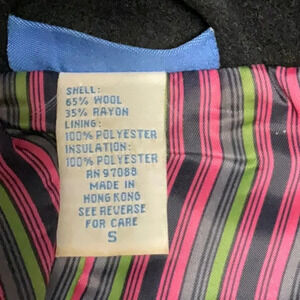 SHELL:
65% WOOL
35% RAYON
LINING:
100% POLYESTER
INSULATION:
100% POLYESTER
RN 97088
MADE IN
HONG KONG
SEE REVERSE
FOR CARE
S